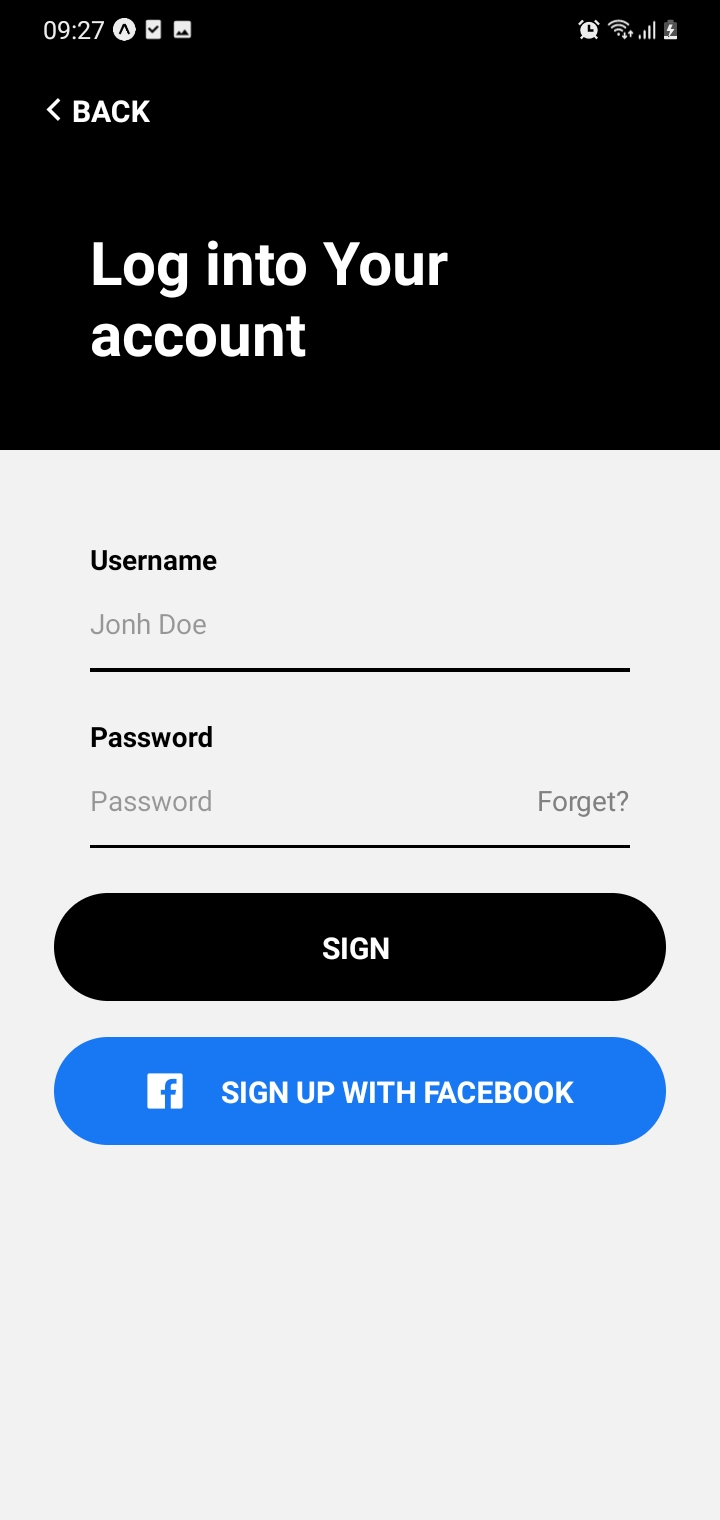 09:27
BACK
Log into Your
account
Username
Jonh Doe
Password
Password Forget?
SIGN
SIGN UP WITH FACEBOOK